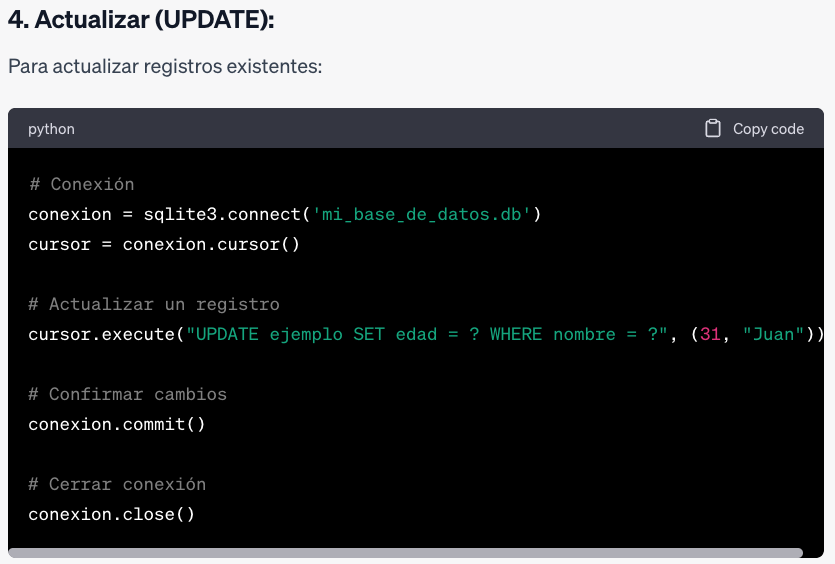 4. Actualizar (UPDATE):
Para actualizar registros existentes:
python
Copy code
# Conexión
conexion = sqlite3.connect('mi_base_de_datos.db')
cursor = conexion.cursor()
# Actualizar un registro
cursor.execute("UPDATE ejemplo SET edad = ? WHERE nombre = ?", (31, "Juan"))
# Confirmar cambios
conexion.commit()
# Cerrar conexión
conexion.close()